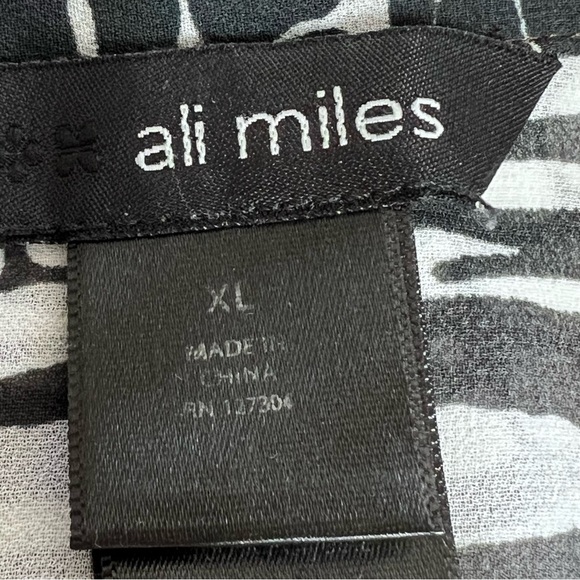 ali miles
XL
MADE IN
CHINA
RN 127304